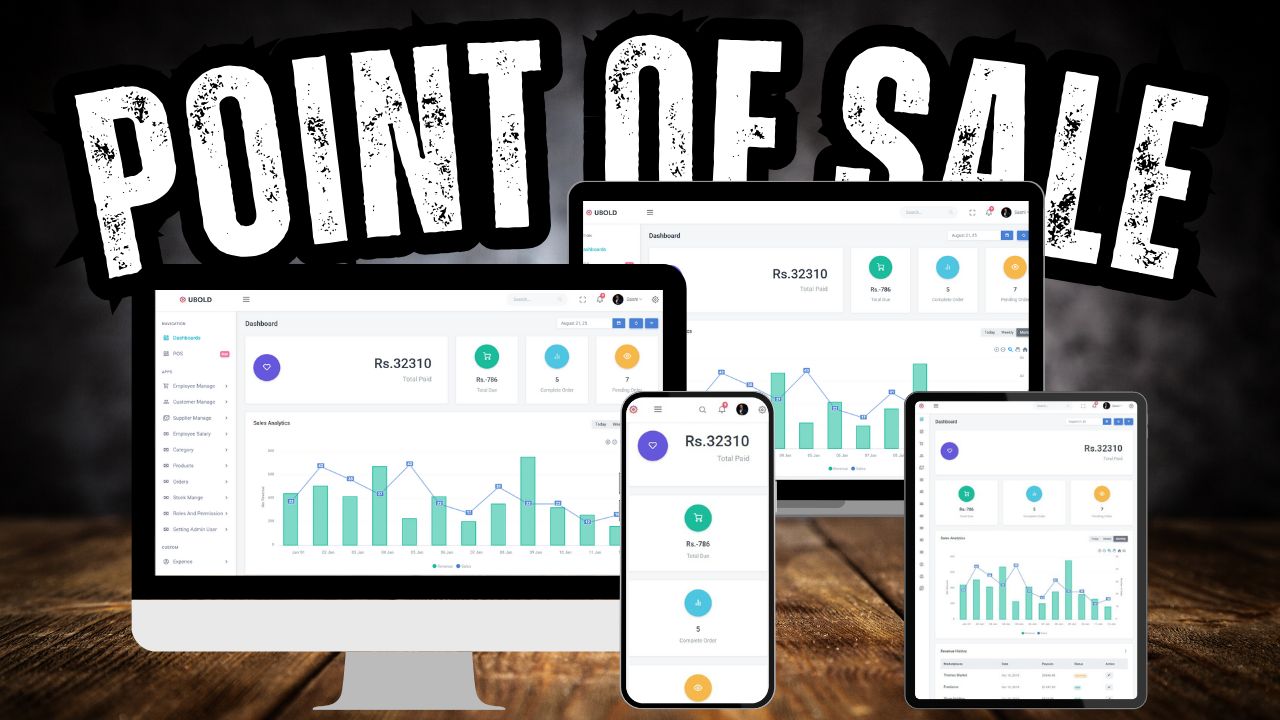 POINT OF SALE
UBOLD
Search...
Saam
Dashboard
August 21, 25
Rs.32310
Total Paid
Rs.-786
Total Due
5
Complete Order
7
Pending Order
Today Weekly
Revenue Sales
UBOLD
Search...
NAVIGATION
Dashboards
POS
APPS
Employee Manage
Customer Manage
Supplier Manage
Employee Salary
Category
Products
Orders
Stock Mange
Roles And Permission
Setting Admin User
CUSTOM
Expense
Dashboard
August 21, 25
Rs.32310
Total Paid
Rs.-786
Total Due
5
Complete Order
7
Pending Order
Sales Analytics
Today
Revenue Sales
Rs.32310
Total Paid
Rs.-786
Total Due
5
Complete Order
Dashboard
Rs.32310
Total Paid
Rs.-786
Total Due
5
Complete Order
7
Pending Order
Sales Analytics
Today Weekly Monthly
Revenue Sales
Revenue History
Marketplaces Date Payouts Status Action
Themes Market
Freelance